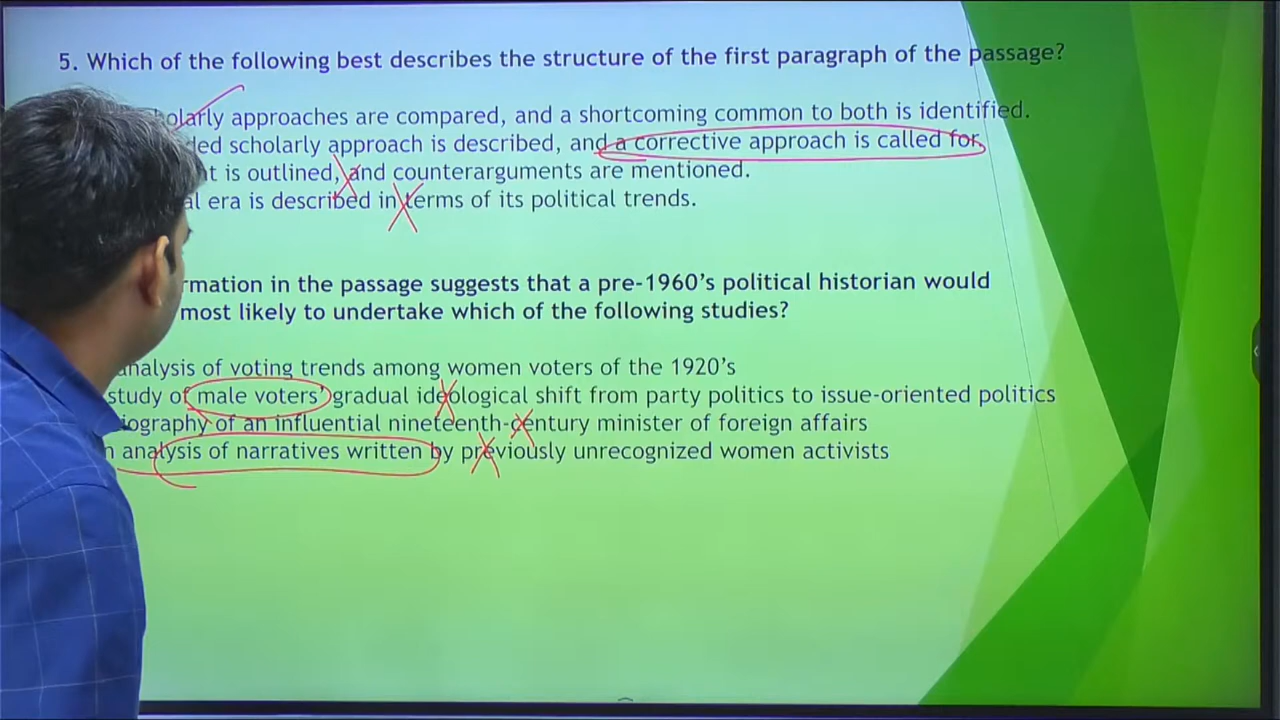 5. Which of the following best describes the structure of the first paragraph of the passage?
approaches are compared, and a shortcoming common to both is identified.
scholarly approach is described, and a corrective approach is called for.
is outlined, and counterarguments are mentioned.
era is described in terms of its political trends.
in the passage suggests that a pre-1960's political historian would
most likely to undertake which of the following studies?
analysis of voting trends among women voters of the 1920's
study of male voters' gradual ideological shift from party politics to issue-oriented politics
of an influential nineteenth-century minister of foreign affairs
analysis of narratives written by previously unrecognized women activists